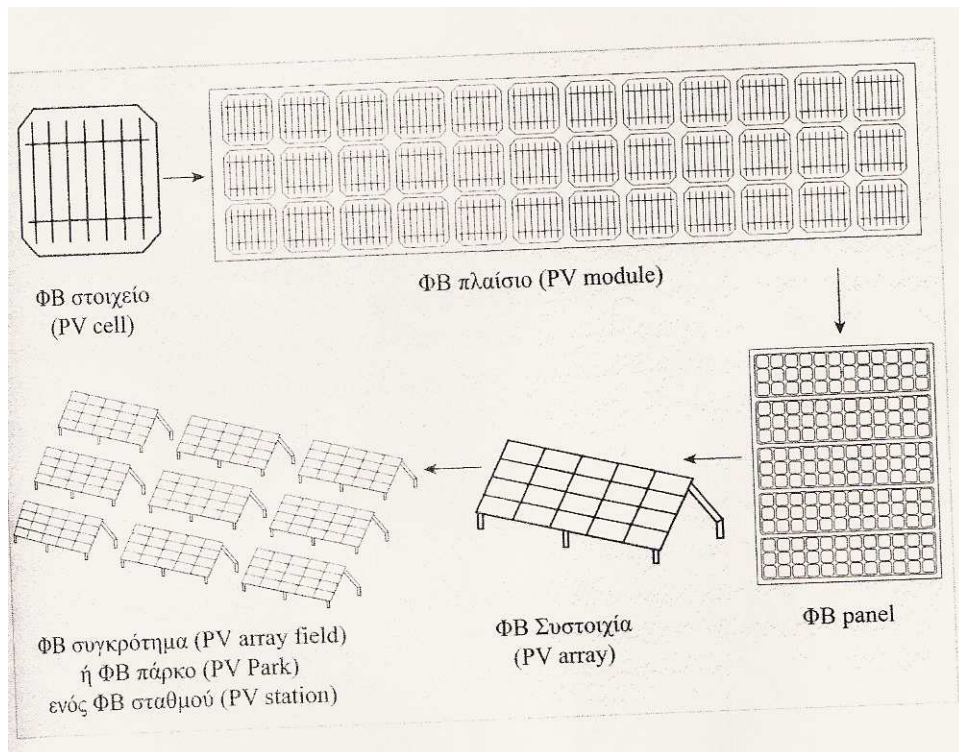 ΦΒ στοιχείο
(PV cell)
ΦΒ πλαίσιο (PV module)
ΦΒ panel
ΦΒ Συστοιχία
(PV array)
ΦΒ συγκρότημα (PV array field)
ή ΦΒ πάρκο (PV Park)
ενός ΦΒ σταθμού (PV station)